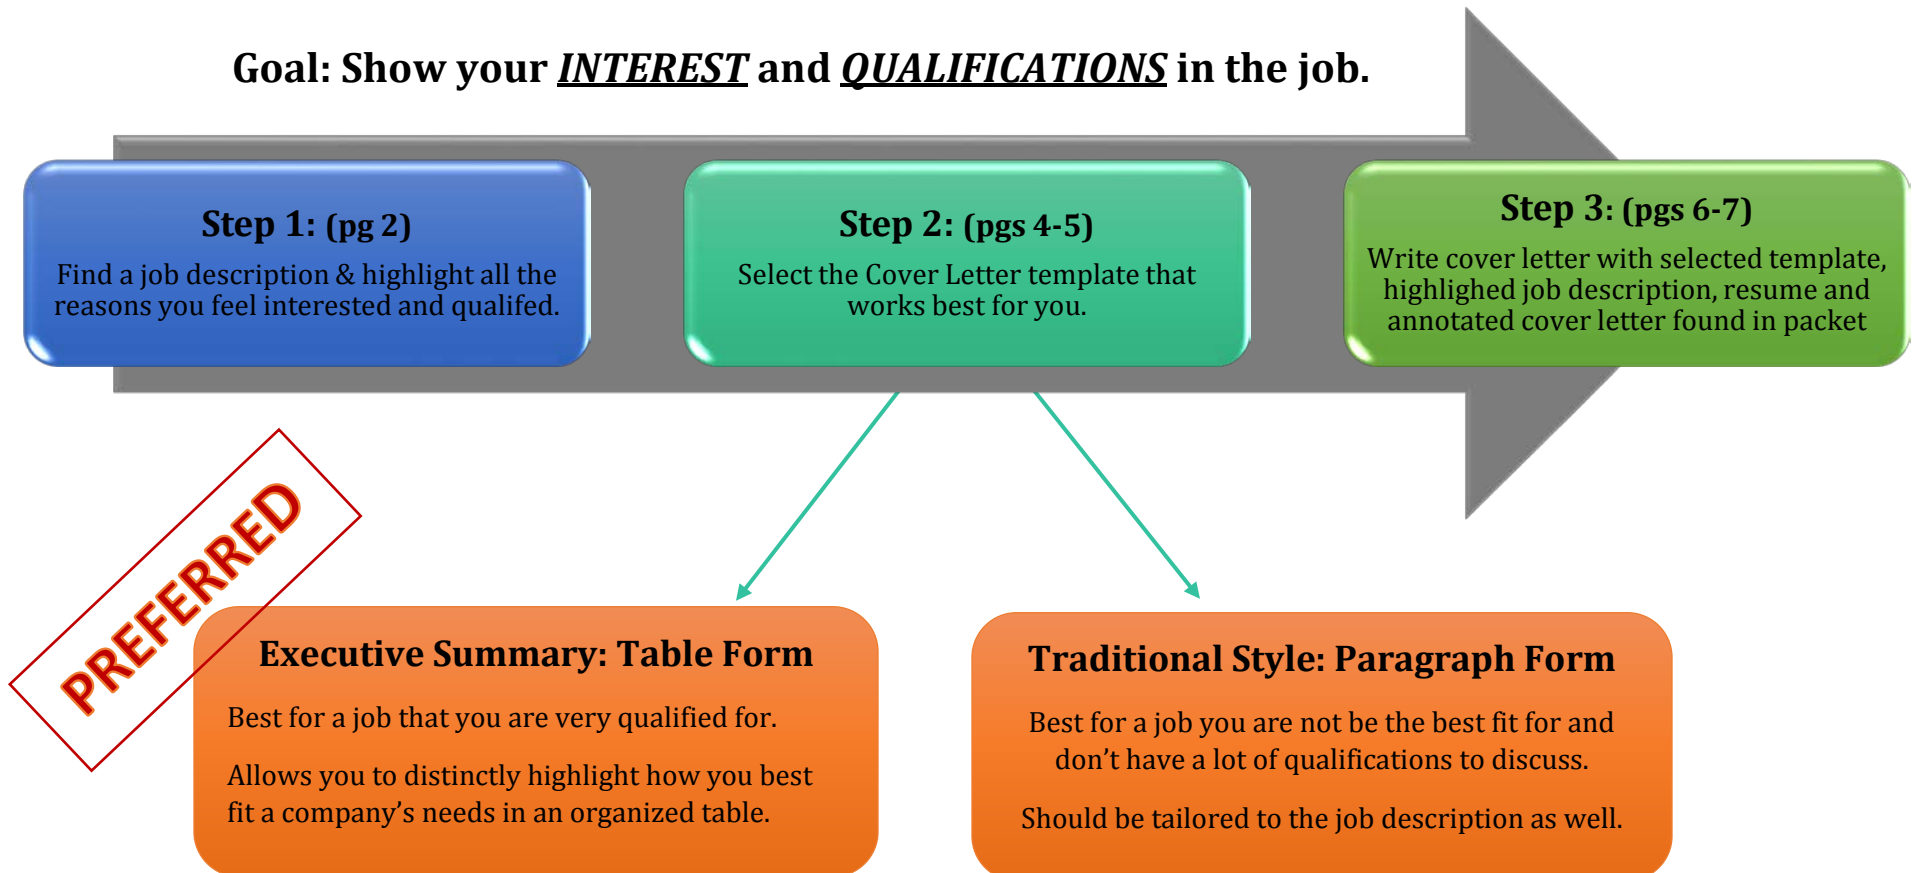 Goal: Show your INTEREST and QUALIFICATIONS in the job.
Step 1: (pg 2)
Find a job description & highlight all the
reasons you feel interested and qualifed.
Step 2: (pgs 4-5)
Select the Cover Letter template that
works best for you.
Step 3: (pgs 6-7)
Write cover letter with selected template,
highlighed job description, resume and
annotated cover letter found in packet
PREFERRED
Executive Summary: Table Form
Best for a job that you are very qualified for.
Allows you to distinctly highlight how you best
fit a company’s needs in an organized table.
Traditional Style: Paragraph Form
Best for a job you are not be the best fit for and
don’t have a lot of qualifications to discuss.
Should be tailored to the job description as well.